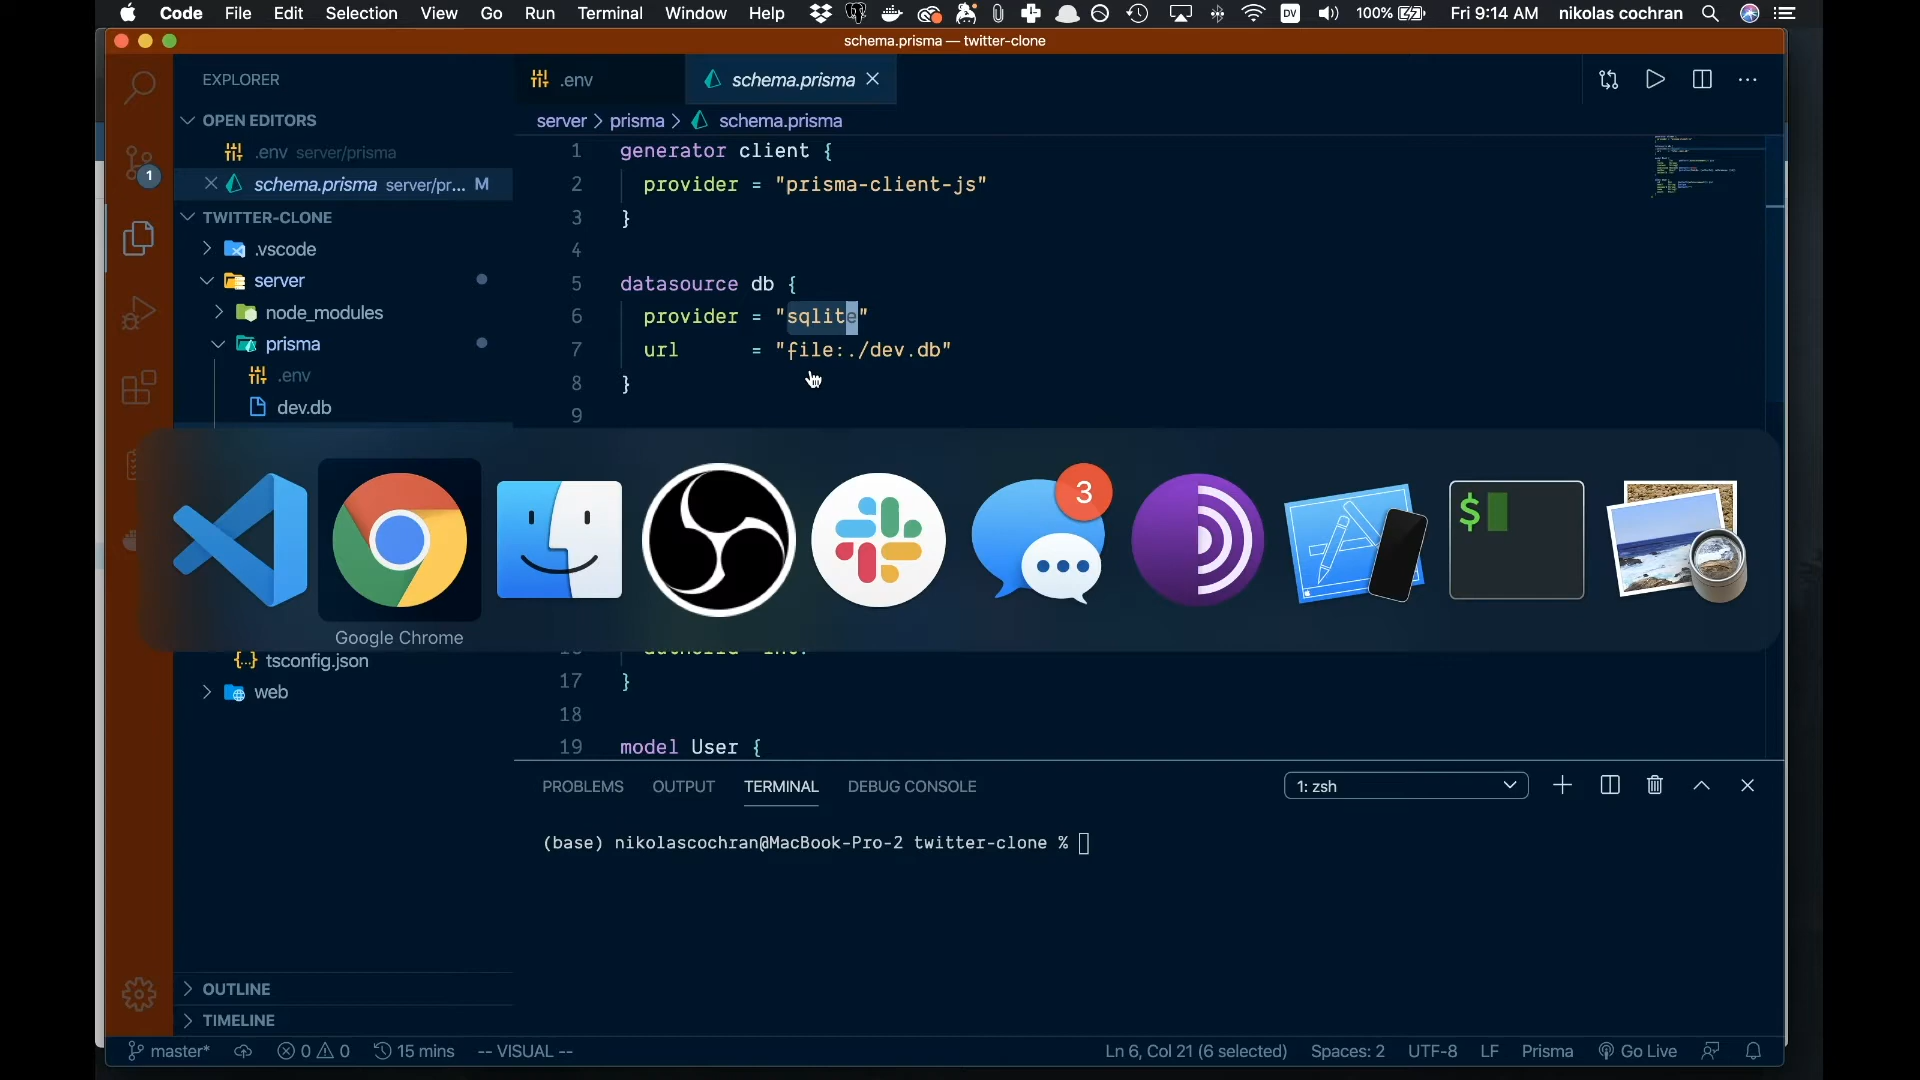 Code File Edit Selection View Go Run Terminal Window Help DV 100% Fri 9:14 AM nikolas cochran
schema.prisma — twitter-clone
EXPLORER
OPEN EDITORS
.env server/prisma
schema.prisma server/pr... M
1
TWITTER-CLONE
.vscode
server
node_modules
prisma
.env
dev.db
tsconfig.json
web
OUTLINE
TIMELINE
.env schema.prisma
server > prisma > schema.prisma
1 generator client {
2 provider = "prisma-client-js"
3 }
4
5 datasource db {
6 provider = "sqlite"
7 url = "file:./dev.db"
8 }
9
3
$
Google Chrome
17 }
18
19 model User {
PROBLEMS OUTPUT TERMINAL DEBUG CONSOLE 1: zsh
(base) nikolascochran@MacBook-Pro-2 twitter-clone %
master* 0 0 15 mins -- VISUAL -- Ln 6, Col 21 (6 selected) Spaces: 2 UTF-8 LF Prisma Go Live